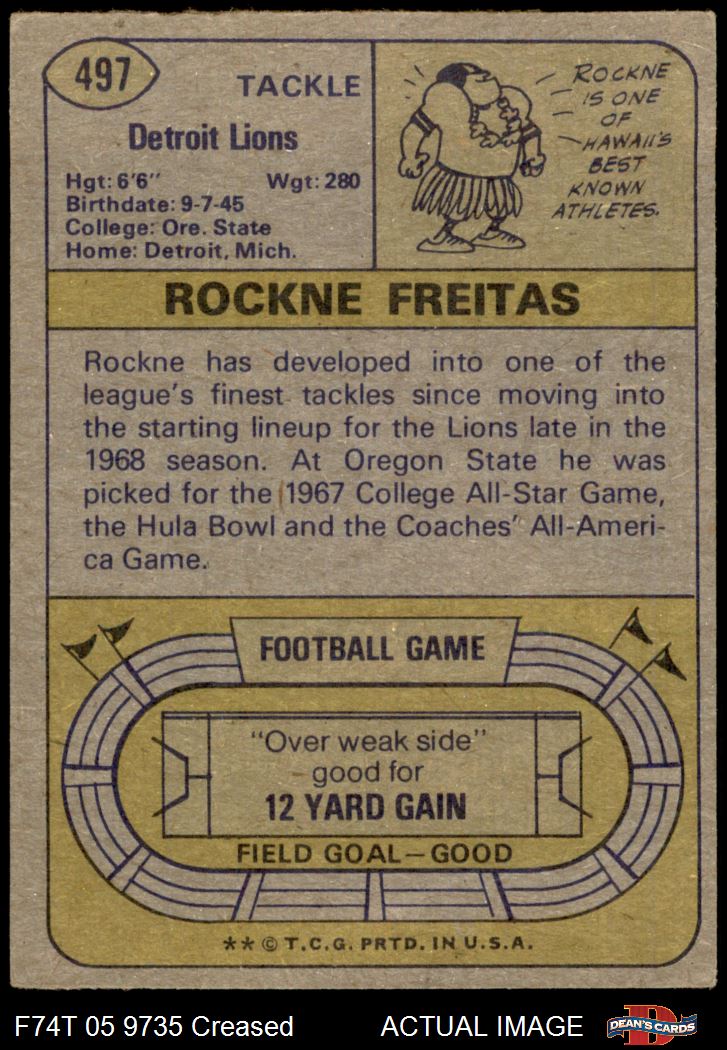 497
TACKLE
Detroit Lions
Hgt: 6'6" Wgt: 280
Birthdate: 9-7-45
College: Ore. State
Home: Detroit, Mich.
ROCKNE
IS ONE
OF
HAWAII'S
BEST
KNOWN
ATHLETES.
ROCKNE FREITAS
Rockne has developed into one of the
league's finest tackles since moving into
the starting lineup for the Lions late in the
1968 season. At Oregon State he was
picked for the 1967 College All-Star Game,
the Hula Bowl and the Coaches' All-Ameri-
ca Game.
FOOTBALL GAME
"Over weak side"
good for
12 YARD GAIN
FIELD GOAL—GOOD
** © T.C.G. PRTD. IN U.S.A.
F74T 05 9735 Creased ACTUAL IMAGE
D
DEAN'S CARDS